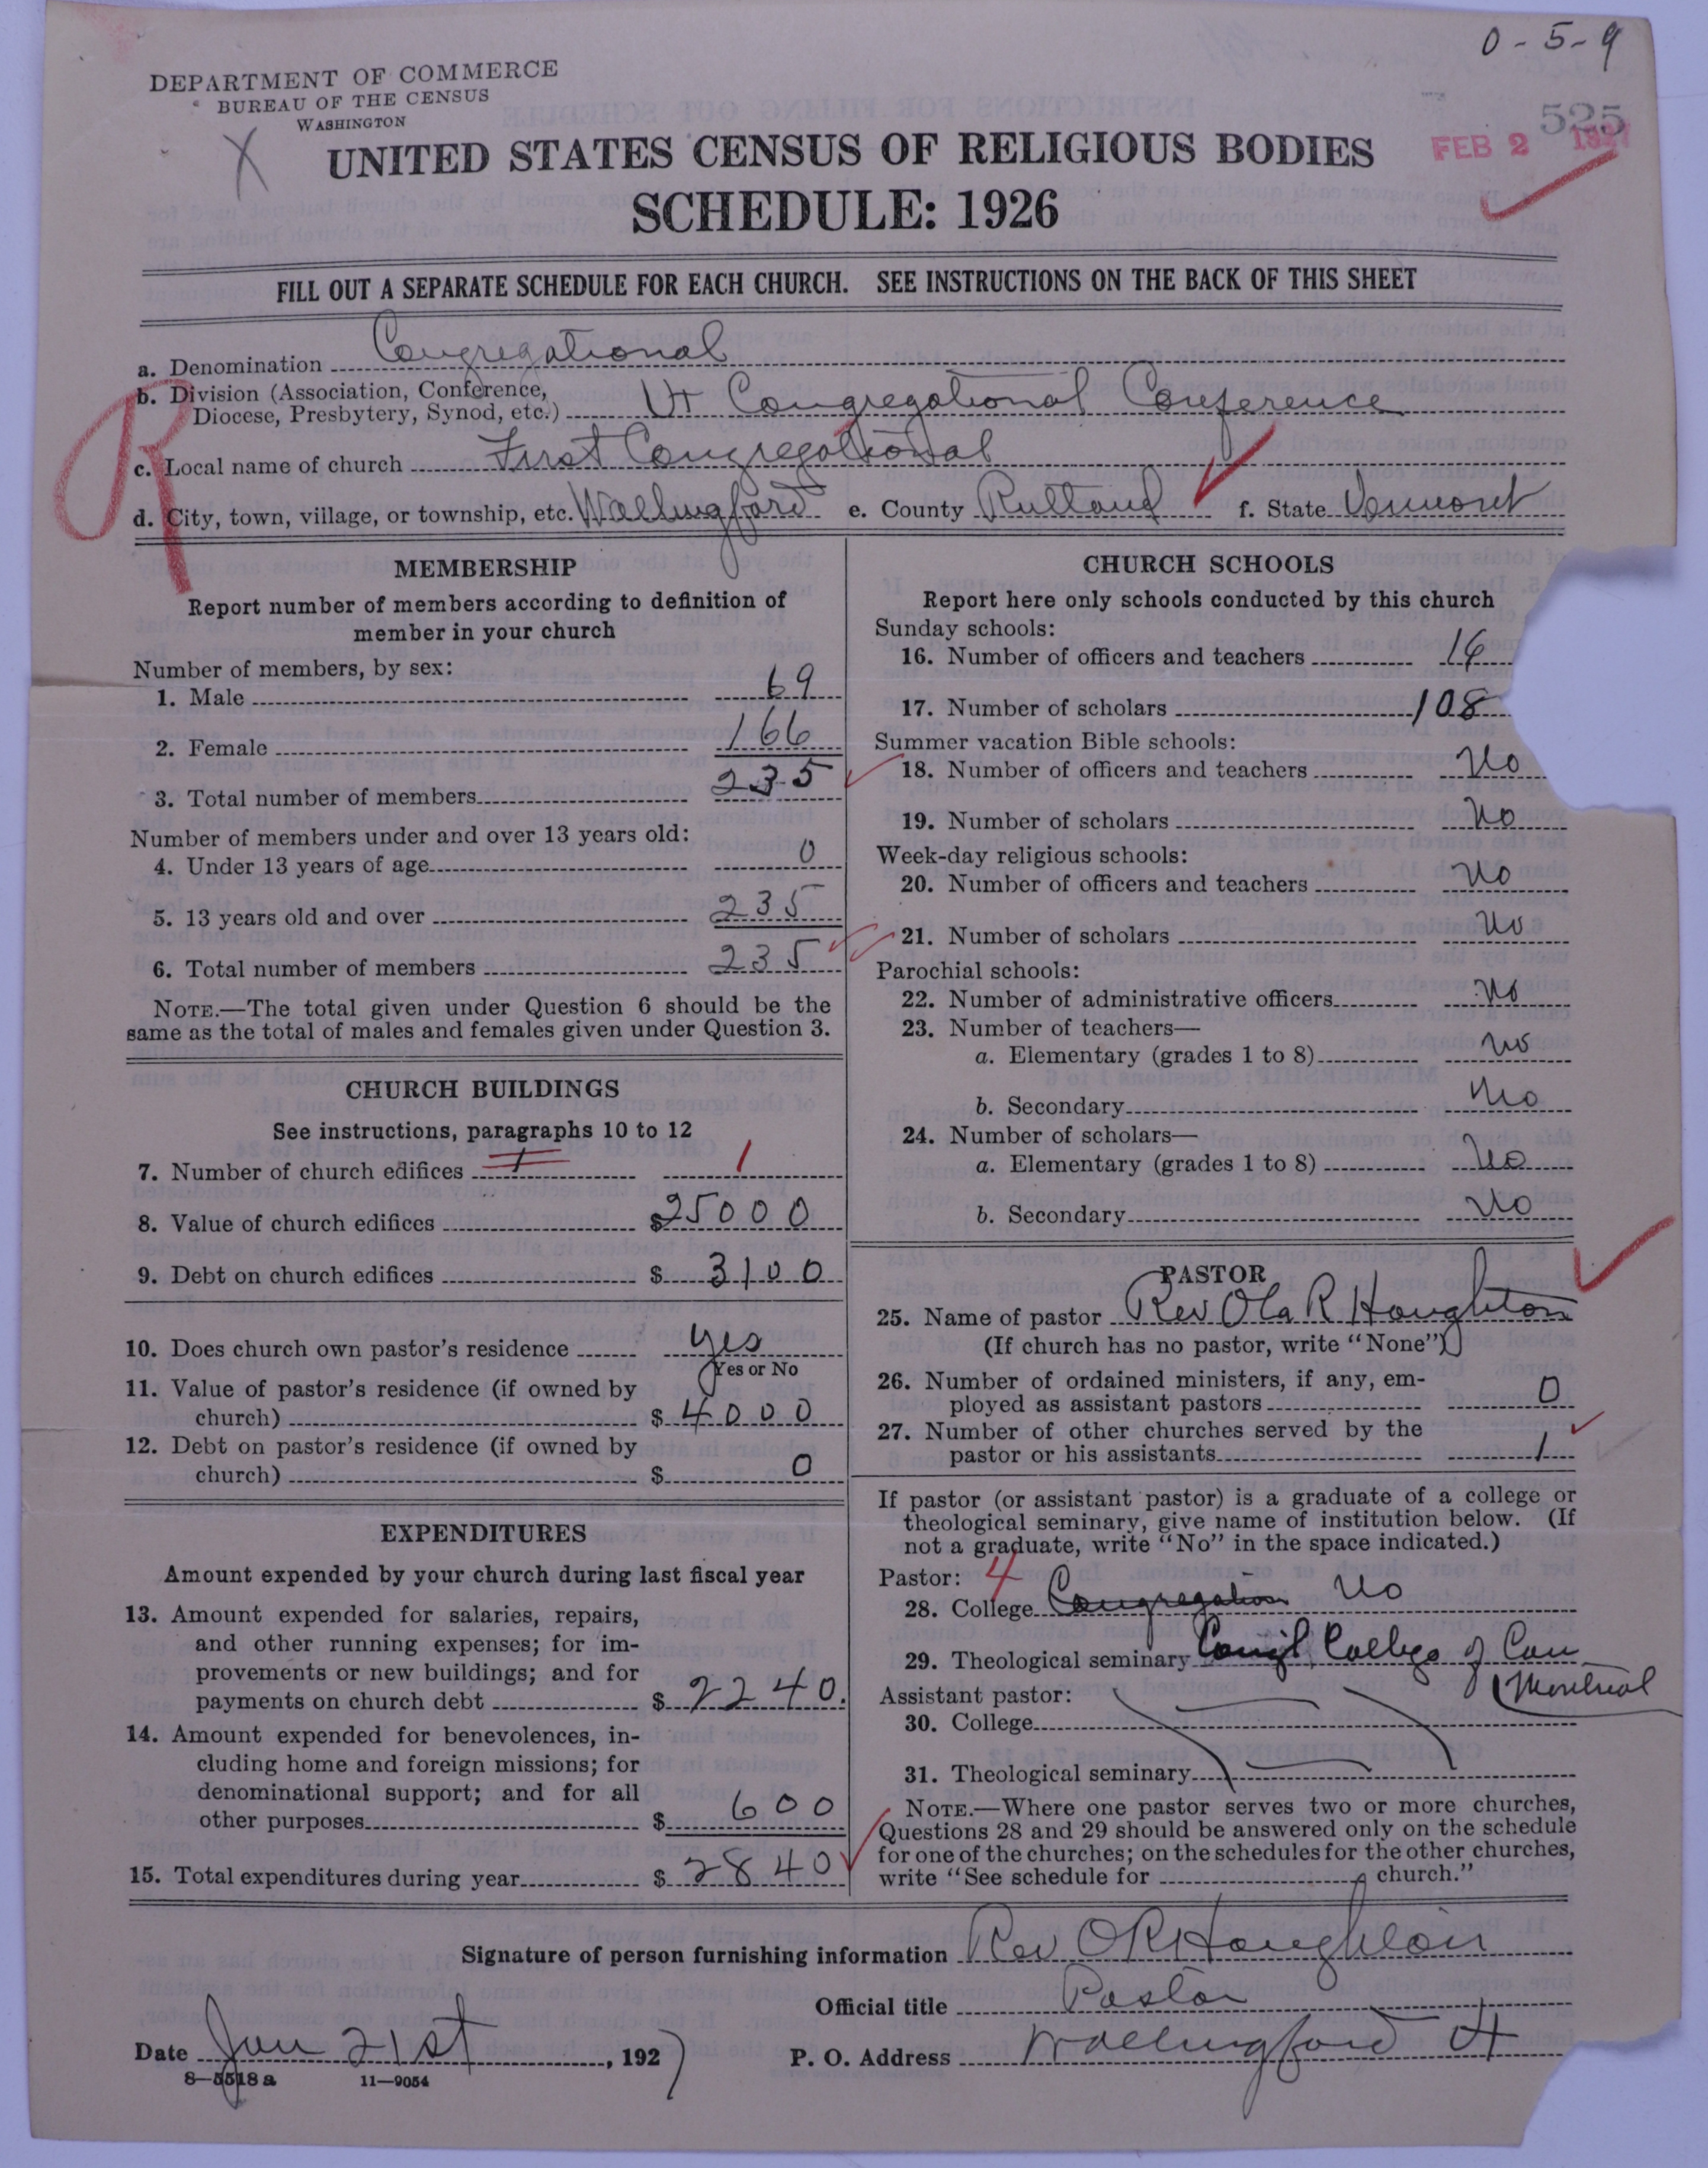 0 - 5 - 9
DEPARTMENT OF COMMERCE
BUREAU OF THE CENSUS
WASHINGTON
X
525
FEB 2 1927
UNITED STATES CENSUS OF RELIGIOUS BODIES
SCHEDULE: 1926
FILL OUT A SEPARATE SCHEDULE FOR EACH CHURCH. SEE INSTRUCTIONS ON THE BACK OF THIS SHEET
R
a. Denomination Congregational
b. Division (Association, Conference,
Diocese, Presbytery, Synod, etc.) Vt Congregational Conference
c. Local name of church First Congregational
d. City, town, village, or township, etc. Wallingford e. County Rutland f. State Vermont
MEMBERSHIP
Report number of members according to definition of
member in your church
Number of members, by sex:
1. Male 69
2. Female 166
3. Total number of members 235
Number of members under and over 13 years old:
4. Under 13 years of age 0
5. 13 years old and over 235
6. Total number of members 235
NOTE.—The total given under Question 6 should be the
same as the total of males and females given under Question 3.
CHURCH BUILDINGS
See instructions, paragraphs 10 to 12
7. Number of church edifices 1 1
8. Value of church edifices $25000
9. Debt on church edifices $ 3100
10. Does church own pastor's residence yes
Yes or No
11. Value of pastor's residence (if owned by
church) $ 4000
12. Debt on pastor's residence (if owned by
church) $ 0
EXPENDITURES
Amount expended by your church during last fiscal year
13. Amount expended for salaries, repairs,
and other running expenses; for im-
provements or new buildings; and for
payments on church debt $ 2240.
14. Amount expended for benevolences, in-
cluding home and foreign missions; for
denominational support; and for all
other purposes $ 600
15. Total expenditures during year $ 2840
CHURCH SCHOOLS
Report here only schools conducted by this church
Sunday schools:
16. Number of officers and teachers 16
17. Number of scholars 108
Summer vacation Bible schools:
18. Number of officers and teachers No
19. Number of scholars No
Week-day religious schools:
20. Number of officers and teachers No
21. Number of scholars No
Parochial schools:
22. Number of administrative officers No
23. Number of teachers—
a. Elementary (grades 1 to 8) No
b. Secondary No
24. Number of scholars—
a. Elementary (grades 1 to 8) No
b. Secondary No
PASTOR
25. Name of pastor Rev Ola R Houghton
(If church has no pastor, write "None")
26. Number of ordained ministers, if any, em-
ployed as assistant pastors 0
27. Number of other churches served by the
pastor or his assistants 1
If pastor (or assistant pastor) is a graduate of a college or
theological seminary, give name of institution below. (If
not a graduate, write "No" in the space indicated.)
Pastor: 4
28. College Congregation No
29. Theological seminary Cong'l College of Can
(Montreal
Assistant pastor:
30. College
31. Theological seminary
NOTE.—Where one pastor serves two or more churches,
Questions 28 and 29 should be answered only on the schedule
for one of the churches; on the schedules for the other churches,
write "See schedule for church."
Signature of person furnishing information Rev O R Houghton
Official title Pastor
Date Jan 21st, 1927 P. O. Address Wallingford Vt
8—5518a 11—9054